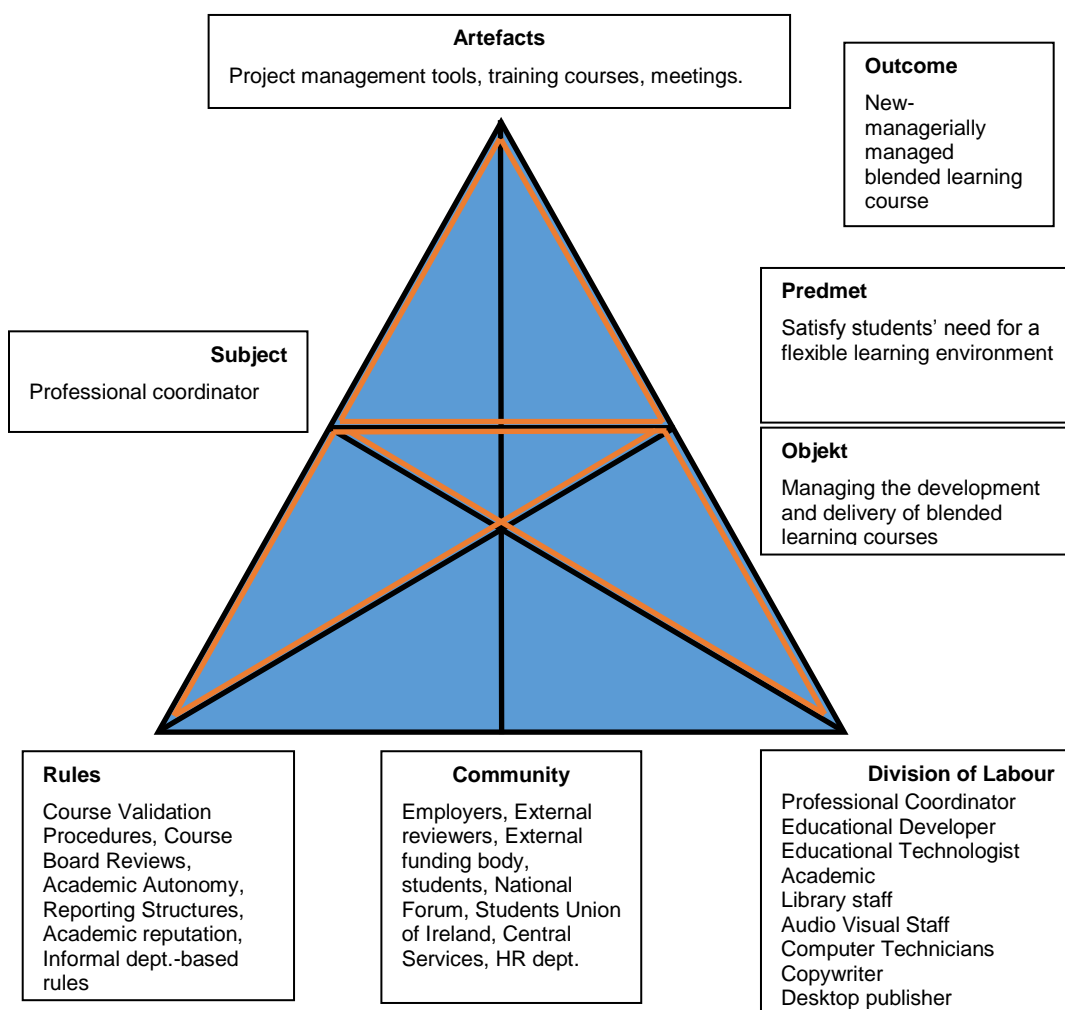 Artefacts
Project management tools, training courses, meetings.
Outcome
New-
managerially
managed
blended learning
course
Predmet
Satisfy students’ need for a
flexible learning environment
Subject
Professional coordinator
Objekt
Managing the development
and delivery of blended
learning courses
Rules
Course Validation
Procedures, Course
Board Reviews,
Academic Autonomy,
Reporting Structures,
Academic reputation,
Informal dept.-based
rules
Community
Employers, External
reviewers, External
funding body,
students, National
Forum, Students Union
of Ireland, Central
Services, HR dept.
Division of Labour
Professional Coordinator
Educational Developer
Educational Technologist
Academic
Library staff
Audio Visual Staff
Computer Technicians
Copywriter
Desktop publisher